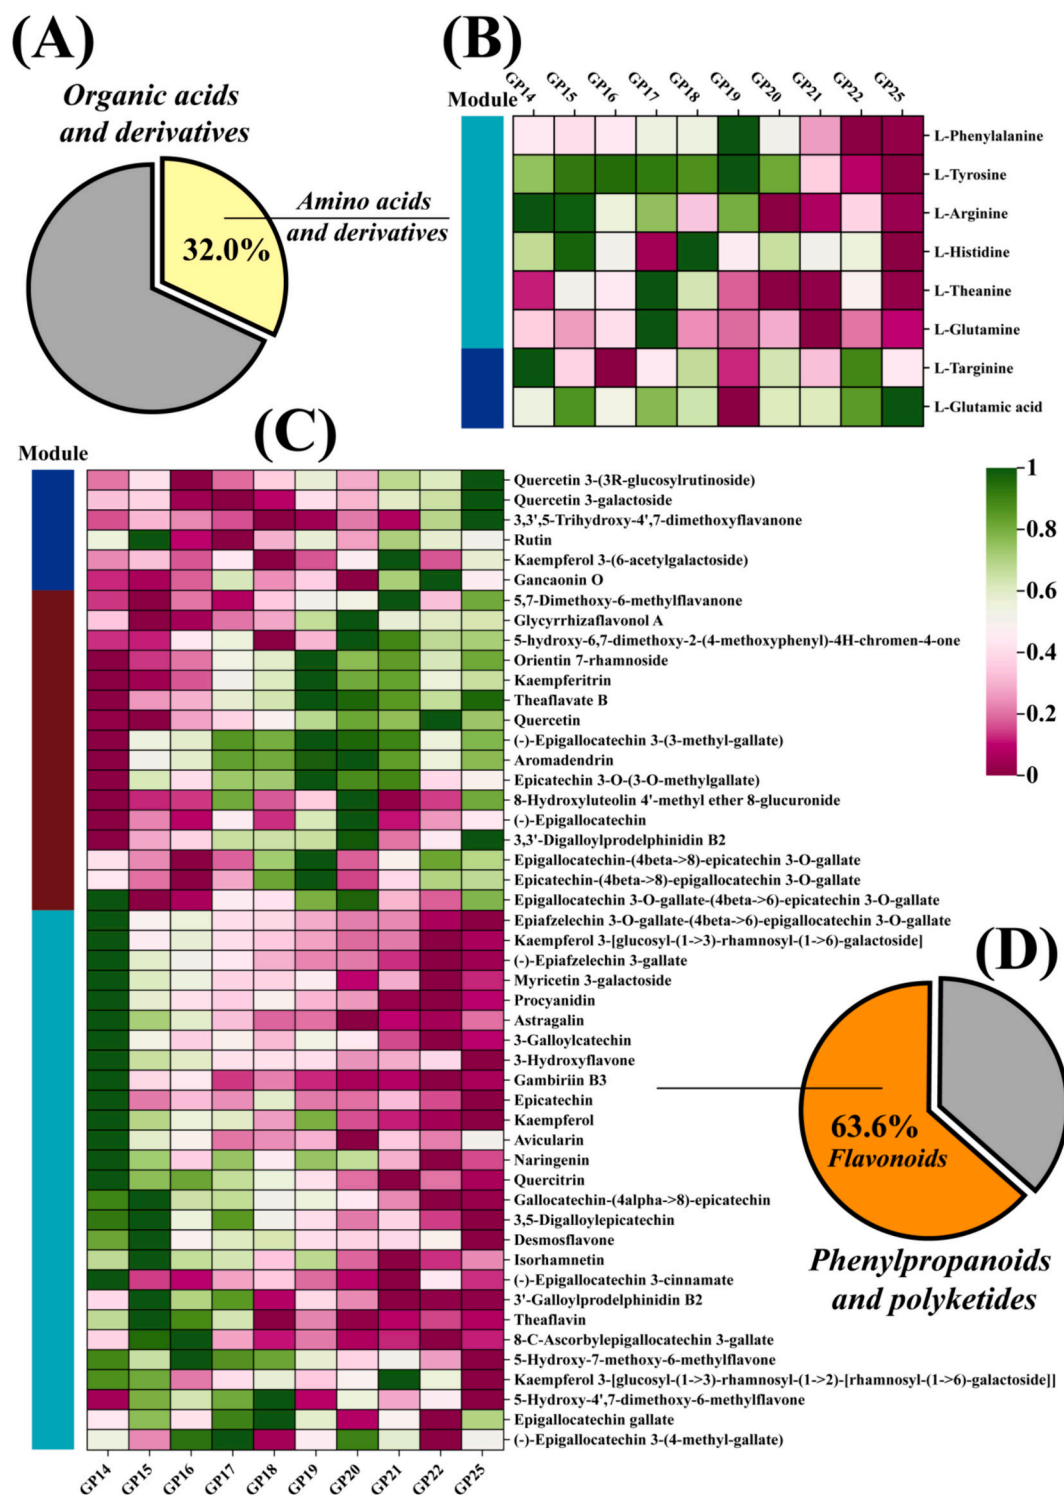 (A)
Organic acids
and derivatives
Amino acids
and derivatives
32.0%
(B)
Module
GP14 GP15 GP16 GP17 GP18 GP19 GP20 GP21 GP22 GP25
L-Phenylalanine
L-Tyrosine
L-Arginine
L-Histidine
L-Theanine
L-Glutamine
L-Targinine
L-Glutamic acid
(C)
Module
Quercetin 3-(3R-glucosylrutinoside)
Quercetin 3-galactoside
3,3',5-Trihydroxy-4',7-dimethoxyflavanone
Rutin
Kaempferol 3-(6-acetylgalactoside)
Gancaonin O
5,7-Dimethoxy-6-methylflavanone
Glycyrrhizaflavonol A
5-hydroxy-6,7-dimethoxy-2-(4-methoxyphenyl)-4H-chromen-4-one
Orientin 7-rhamnoside
Kaempferitrin
Theaflavate B
Quercetin
(-)-Epigallocatechin 3-(3-methyl-gallate)
Aromadendrin
Epicatechin 3-O-(3-O-methylgallate)
8-Hydroxyluteolin 4'-methyl ether 8-glucuronide
(-)-Epigallocatechin
3,3'-Digalloylprodelphinidin B2
Epigallocatechin-(4beta->8)-epicatechin 3-O-gallate
Epicatechin-(4beta->8)-epigallocatechin 3-O-gallate
Epigallocatechin 3-O-gallate-(4beta->6)-epicatechin 3-O-gallate
Epiafzelechin 3-O-gallate-(4beta->6)-epigallocatechin 3-O-gallate
Kaempferol 3-[glucosyl-(1->3)-rhamnosyl-(1->6)-galactoside]
(-)-Epiafzelechin 3-gallate
Myricetin 3-galactoside
Procyanidin
Astragalin
3-Galloylcatechin
3-Hydroxyflavone
Gambiriin B3
Epicatechin
Kaempferol
Avicularin
Naringenin
Quercitrin
Gallocatechin-(4alpha->8)-epicatechin
3,5-Digalloylepicatechin
Desmosflavone
Isorhamnetin
(-)-Epigallocatechin 3-cinnamate
3'-Galloylprodelphinidin B2
Theaflavin
8-C-Ascorbylepigallocatechin 3-gallate
5-Hydroxy-7-methoxy-6-methylflavone
Kaempferol 3-[glucosyl-(1->3)-rhamnosyl-(1->2)-[rhamnosyl-(1->6)-galactoside]]
5-Hydroxy-4',7-dimethoxy-6-methylflavone
Epigallocatechin gallate
(-)-Epigallocatechin 3-(4-methyl-gallate)
GP14 GP15 GP16 GP17 GP18 GP19 GP20 GP21 GP22 GP25
1
0.8
0.6
0.4
0.2
0
(D)
63.6%
Flavonoids
Phenylpropanoids
and polyketides